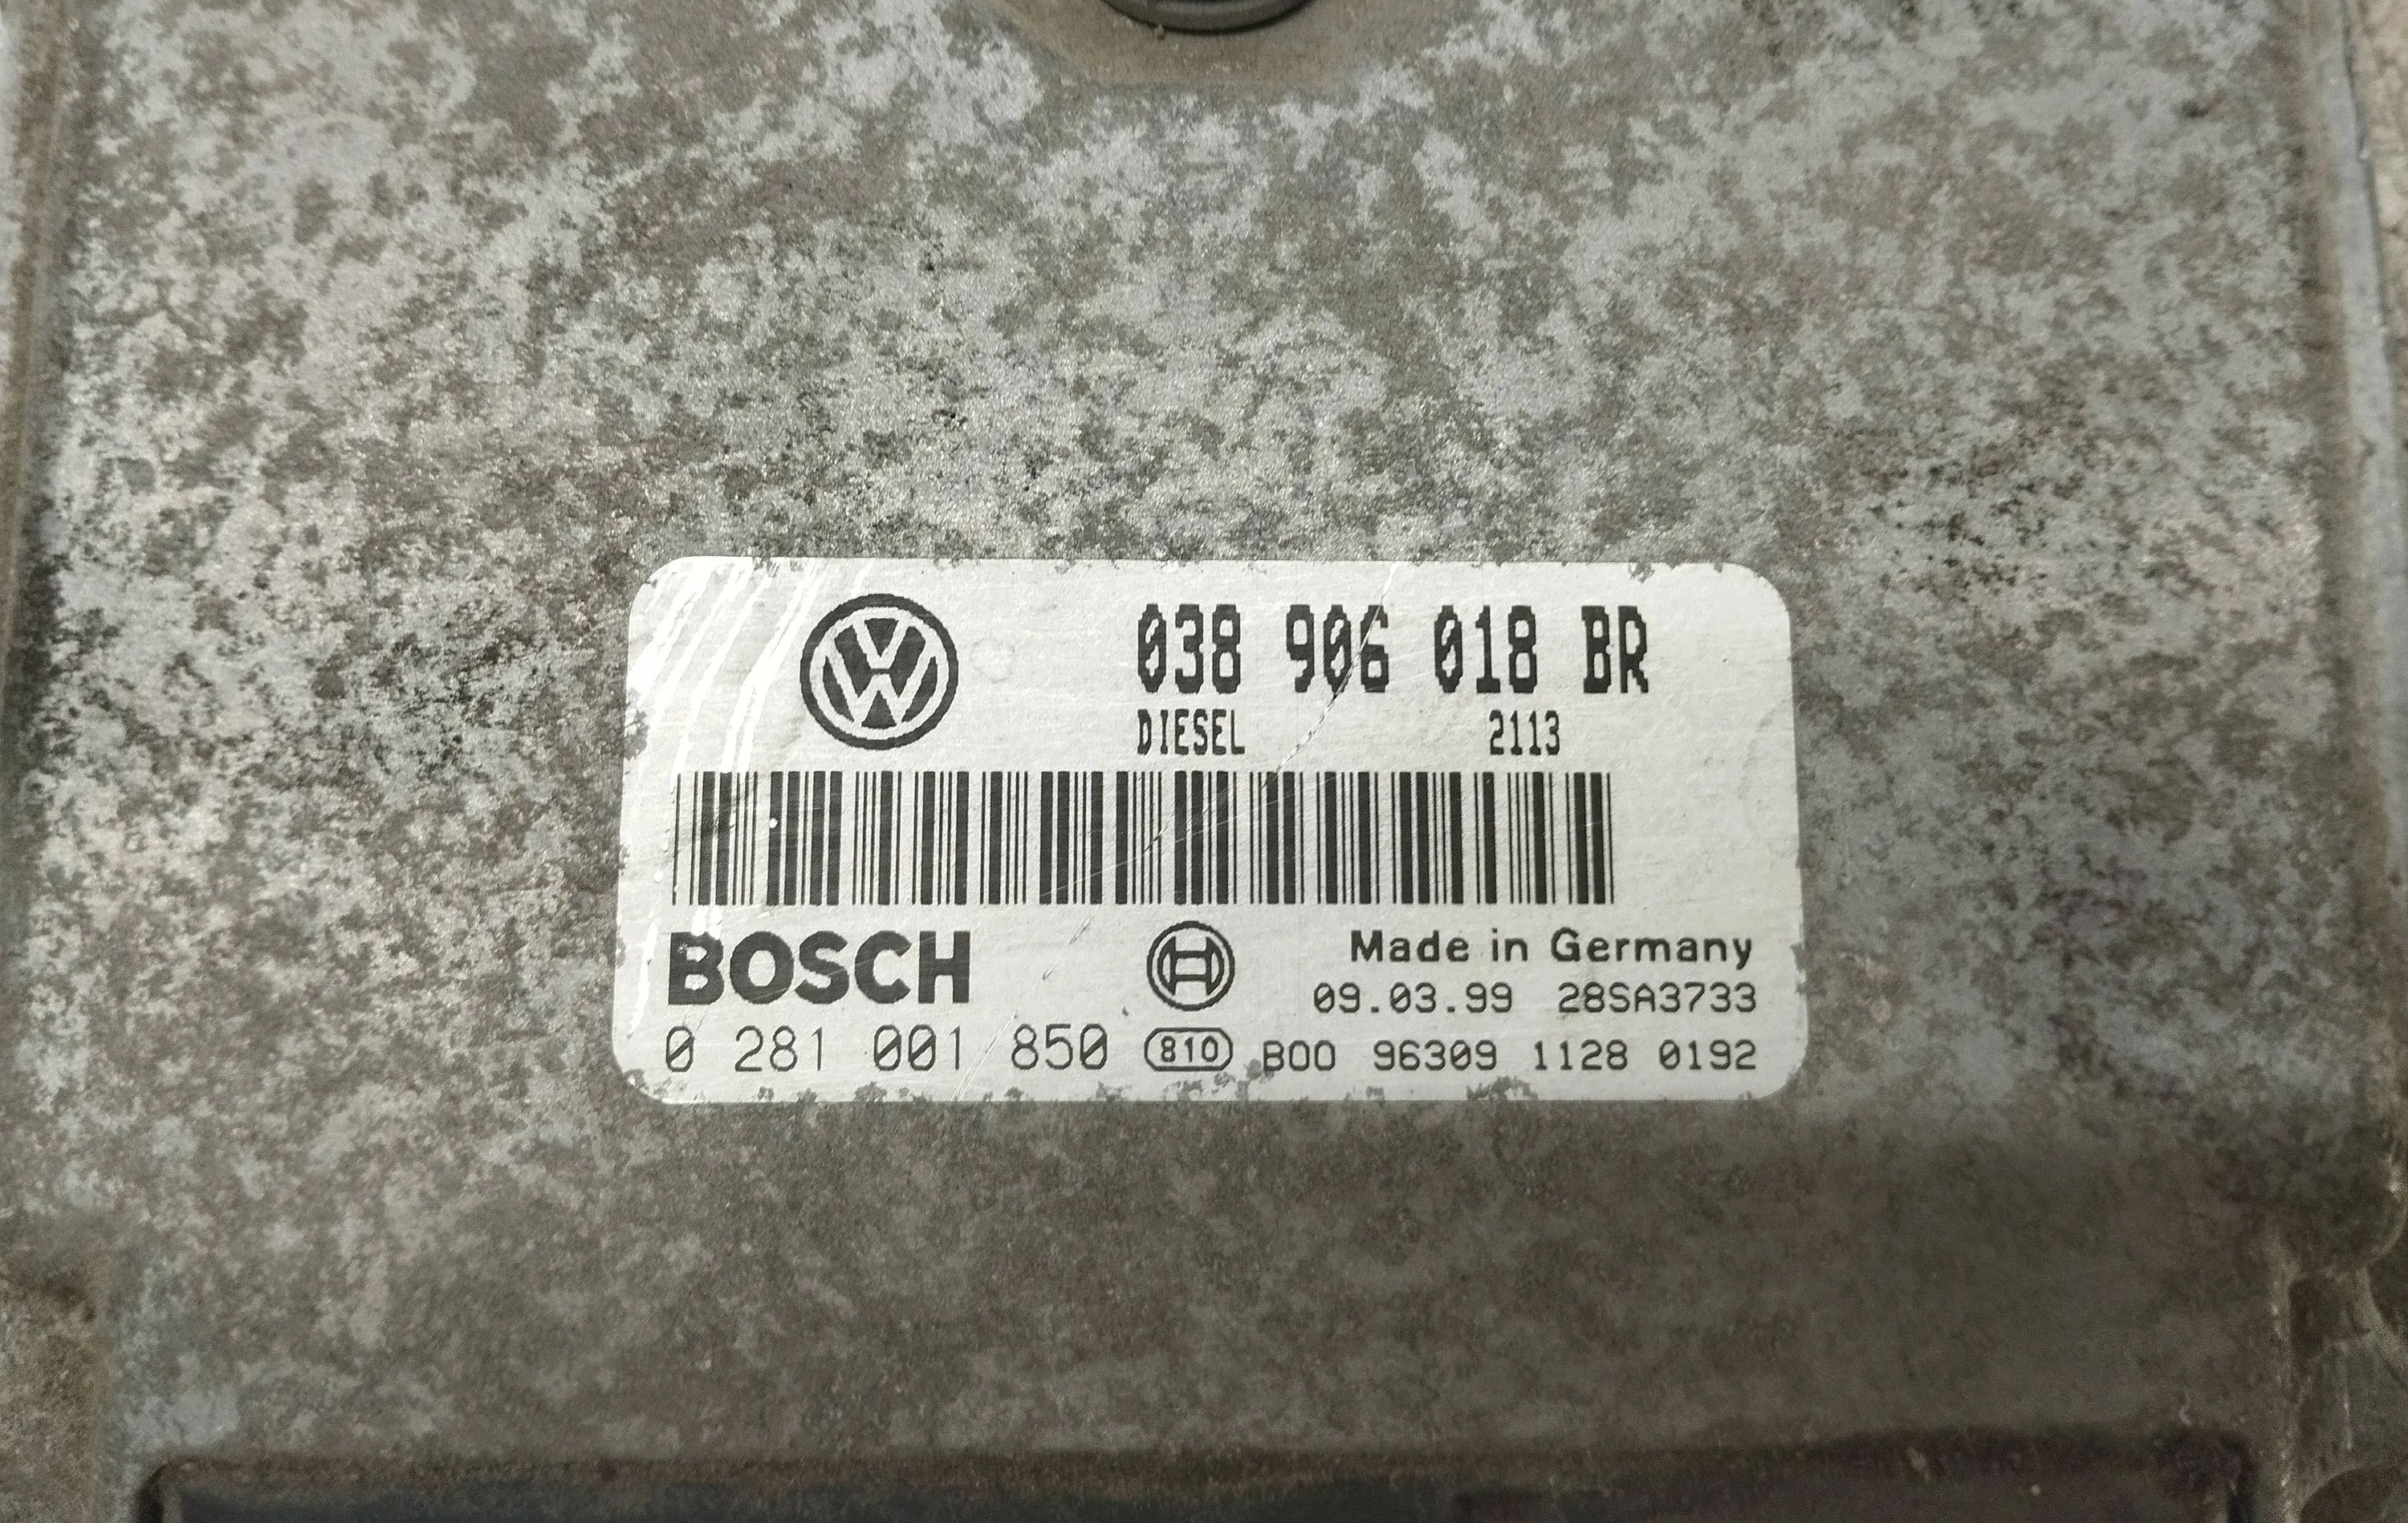 038 906 018 BR
DIESEL 2113
BOSCH
Made in Germany
09.03.99 28SA3733
0 281 001 850 810 B00 96309 1128 0192